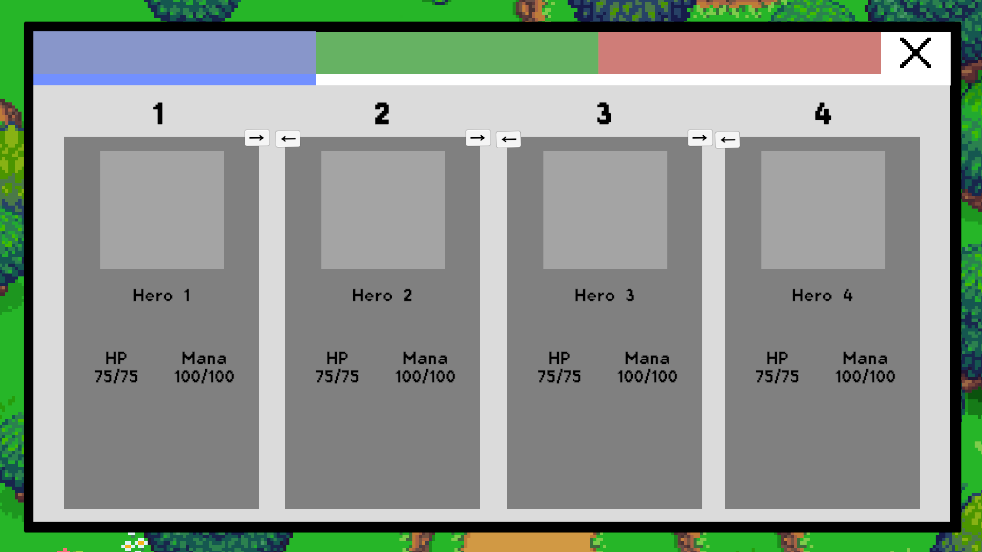 1 2 3 4
→ ← → ← → ←
Hero 1 Hero 2 Hero 3 Hero 4
HP Mana HP Mana HP Mana HP Mana
75/75 100/100 75/75 100/100 75/75 100/100 75/75 100/100